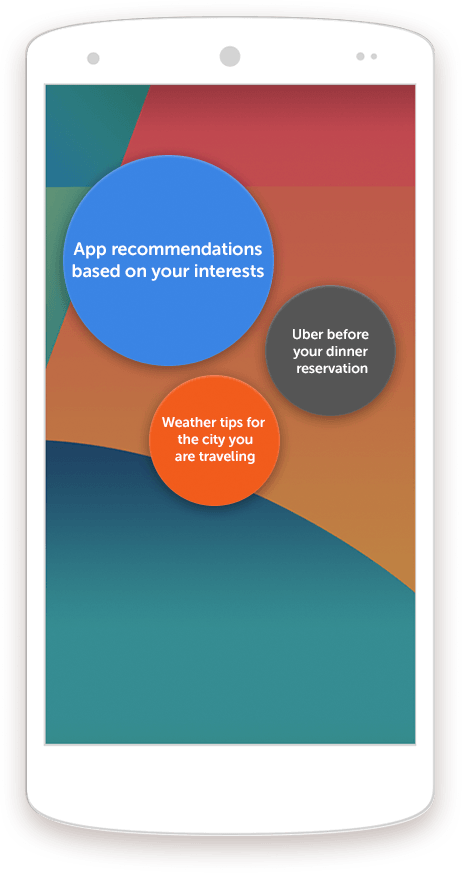 App recommendations
based on your interests
Uber before
your dinner
reservation
Weather tips for
the city you
are traveling